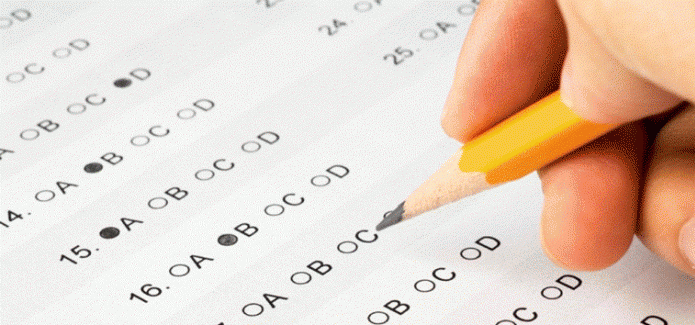 D
C D
A B C D
14. A B C D
15. A B C D
16. A B C D
A B C
B C D
C D
D
24.
25. A B